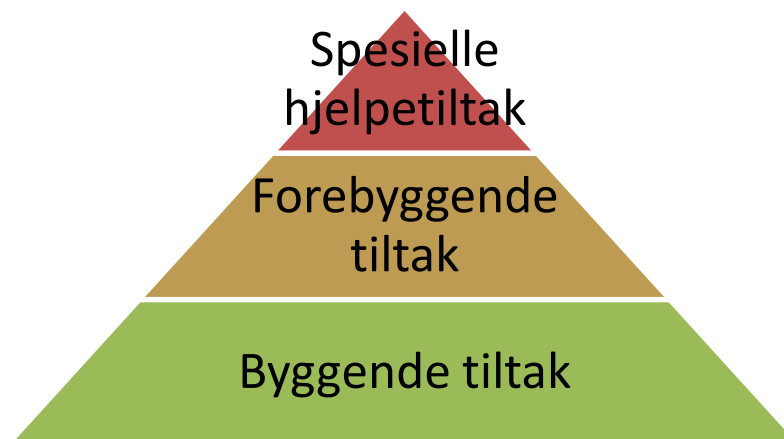 Spesielle
hjelpetiltak
Forebyggende
tiltak
Byggende tiltak